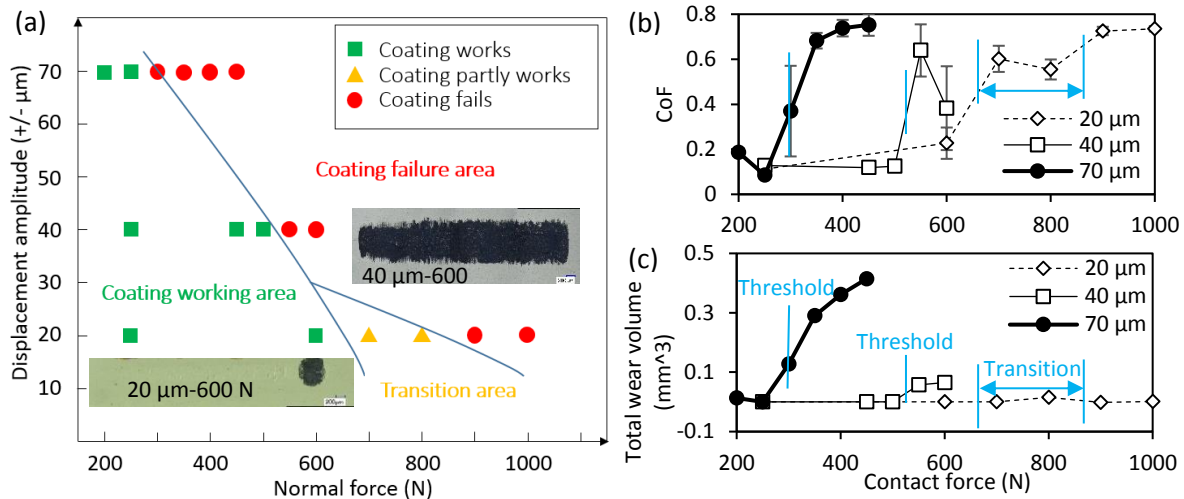 (a)
Displacement amplitude (+/- µm)
70
60
50
40
30
20
10
Coating works
Coating partly works
Coating fails
Coating failure area
40 µm-600
Coating working area
20 µm-600 N
200µm
Transition area
200
400
600
800
1000
Normal force (N)
(b)
CoF
0.8
0.6
0.4
0.2
0
20 µm
40 µm
70 µm
200
400
600
800
1000
(c)
Total wear volume
(mm^3)
0.5
0.3
0.1
-0.1
Threshold
Threshold
Transition
20 µm
40 µm
70 µm
200
400
600
800
1000
Contact force (N)